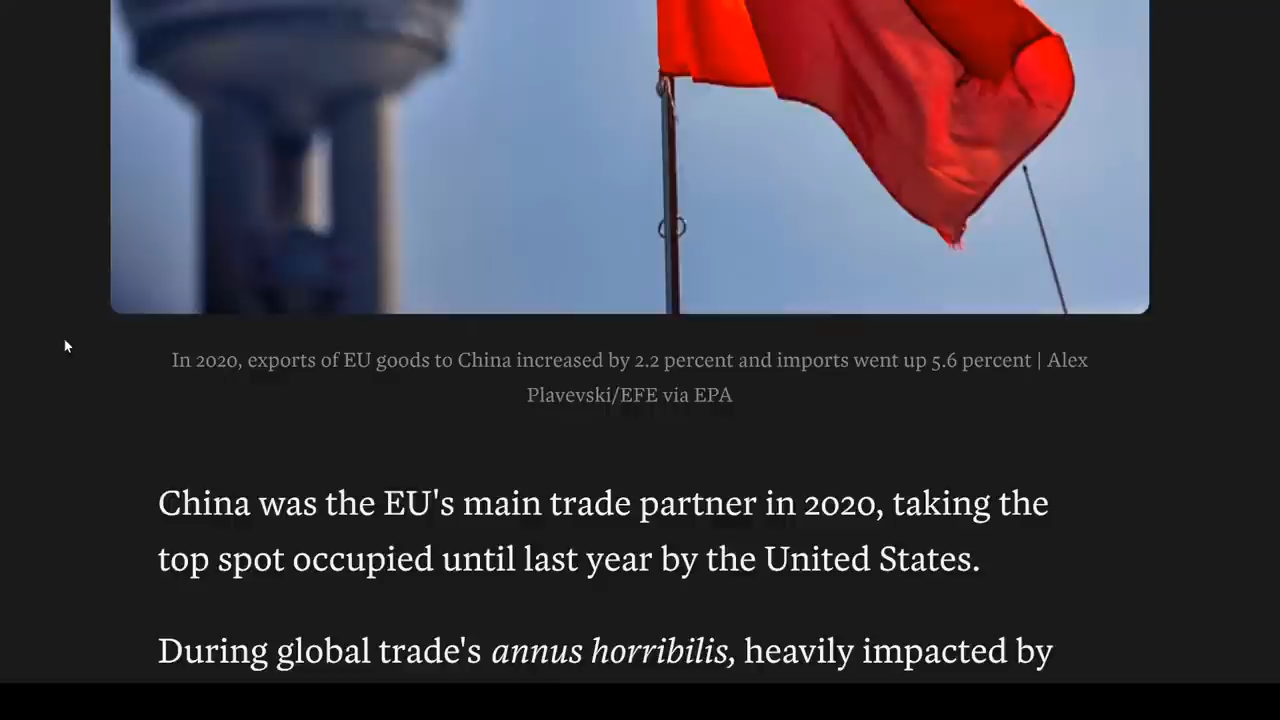 In 2020, exports of EU goods to China increased by 2.2 percent and imports went up 5.6 percent | Alex
Plavevski/EFE via EPA
China was the EU's main trade partner in 2020, taking the
top spot occupied until last year by the United States.
During global trade's annus horribilis, heavily impacted by